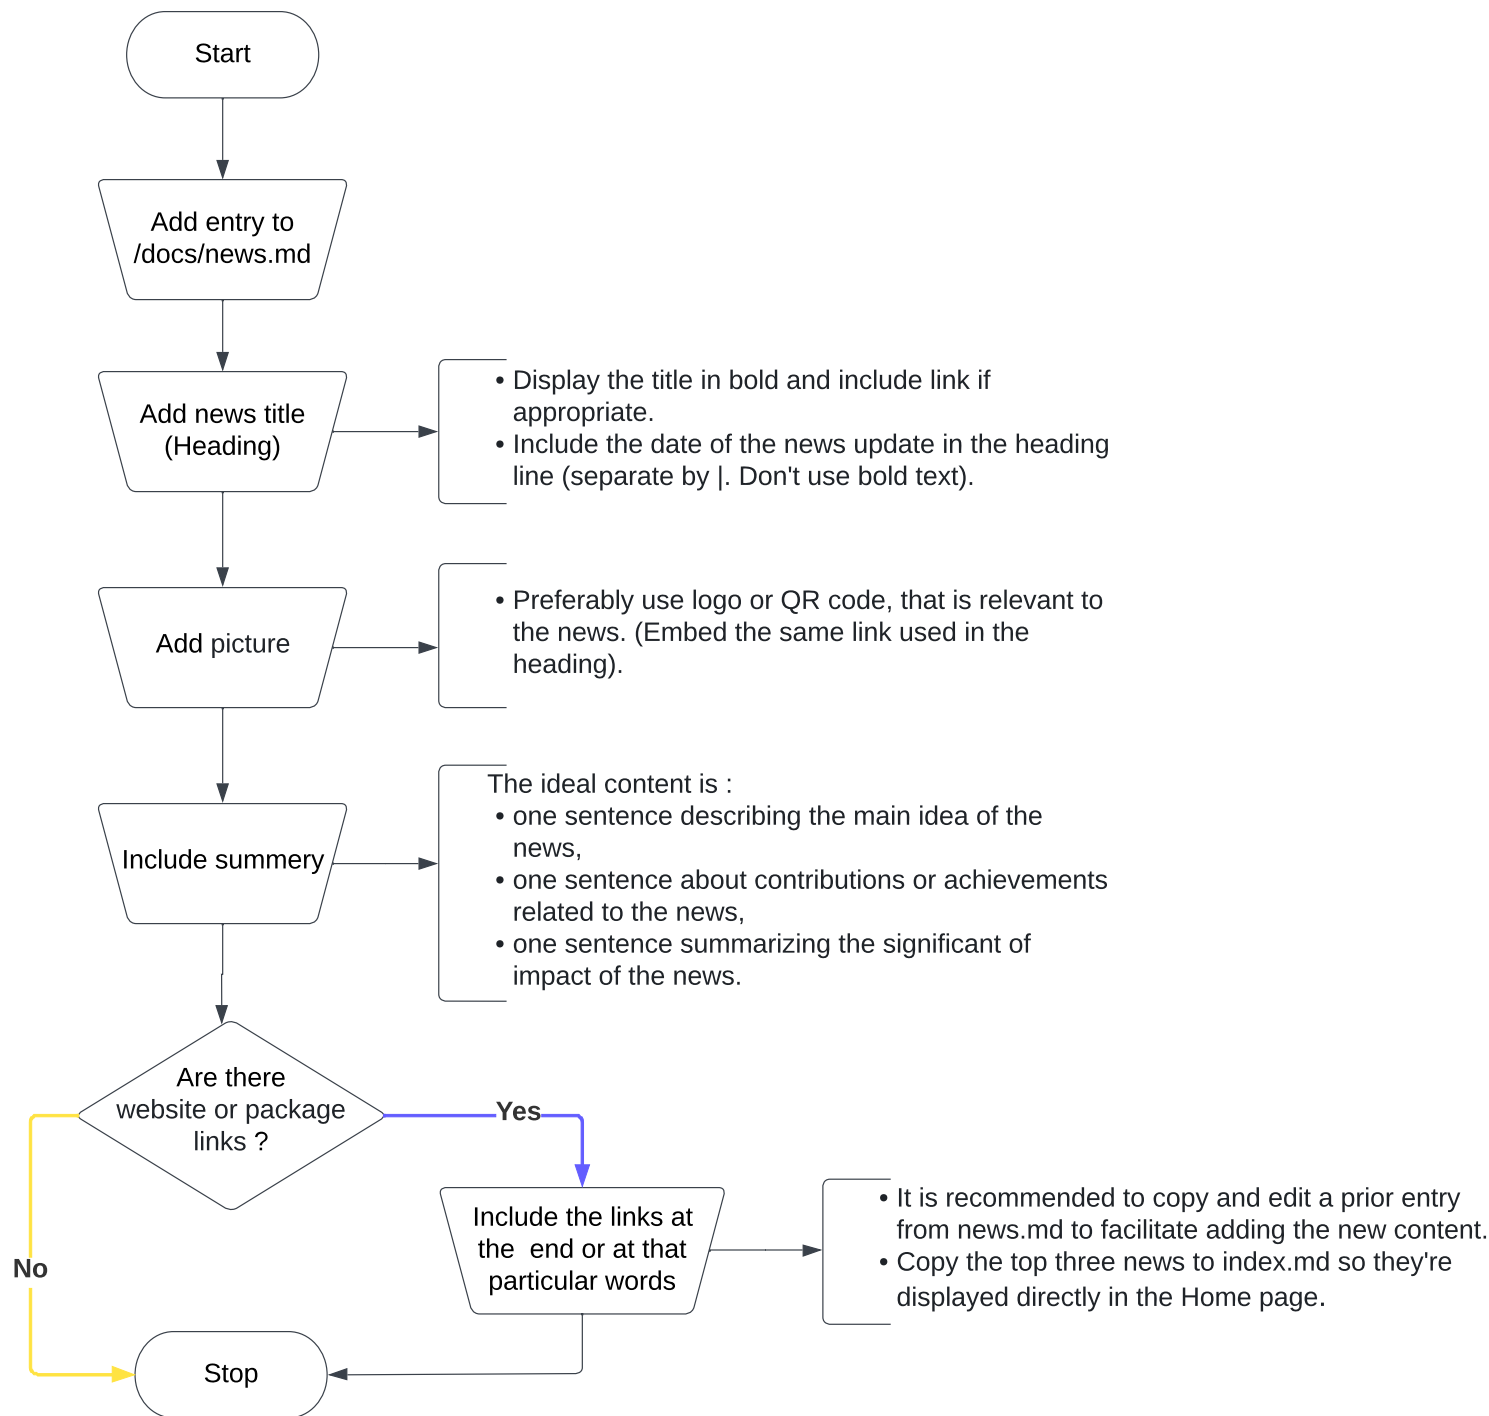 Start
Add entry to
/docs/news.md
Add news title
(Heading)
• Display the title in bold and include link if
appropriate.
• Include the date of the news update in the heading
line (separate by |. Don't use bold text).
Add picture
• Preferably use logo or QR code, that is relevant to
the news. (Embed the same link used in the
heading).
Include summery
The ideal content is :
• one sentence describing the main idea of the
news,
• one sentence about contributions or achievements
related to the news,
• one sentence summarizing the significant of
impact of the news.
Are there
website or package
links ?
Yes
Include the links at
the  end or at that
particular words
• It is recommended to copy and edit a prior entry
from news.md to facilitate adding the new content.
• Copy the top three news to index.md so they're
displayed directly in the Home page.
No
Stop